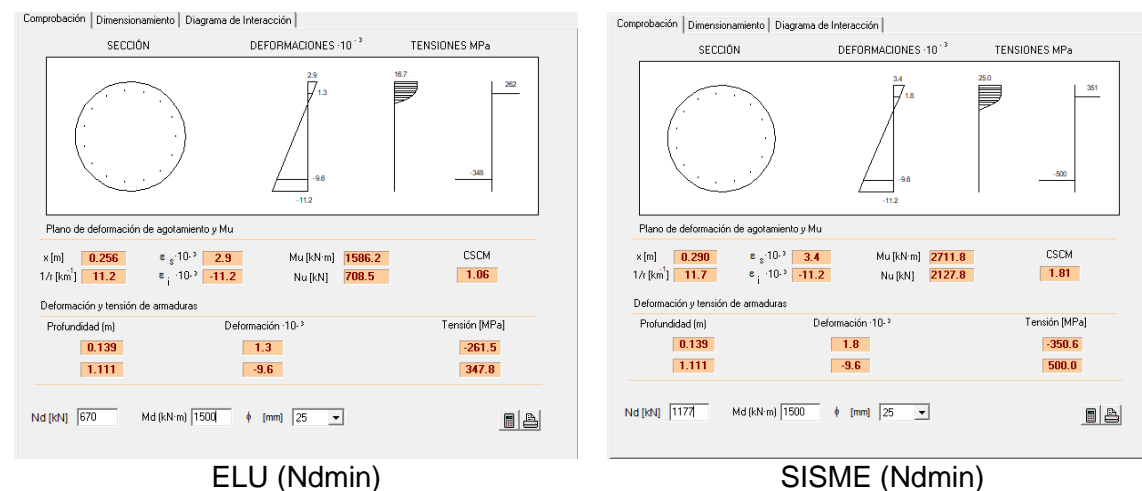 Comprobación Dimensionamiento Diagrama de Interacción
SECCIÓN DEFORMACIONES ·10 -3 TENSIONES MPa
2.9 16.7 262
1.3
-9.6 -348
-11.2
Plano de deformación de agotamiento y Mu
x [m] 0.256 ε s ·10- ³ 2.9 Mu [kN·m] 1586.2 CSCM
1/r [km-1] 11.2 ε i ·10- ³ -11.2 Nu [kN] 708.5 1.06
Deformación y tensión de armaduras
Profundidad (m) Deformación ·10- ³ Tensión [MPa]
0.139 1.3 -261.5
1.111 -9.6 347.8
Nd [kN] 670 Md (kN·m) 1500 ϕ [mm] 25
ELU (Ndmin)
Comprobación Dimensionamiento Diagrama de Interacción
SECCIÓN DEFORMACIONES ·10 -3 TENSIONES MPa
3.4 25.0 351
1.8
-9.6 -500
-11.2
Plano de deformación de agotamiento y Mu
x [m] 0.290 ε s ·10- ³ 3.4 Mu [kN·m] 2711.8 CSCM
1/r [km-1] 11.7 ε i ·10- ³ -11.2 Nu [kN] 2127.8 1.81
Deformación y tensión de armaduras
Profundidad (m) Deformación ·10- ³ Tensión [MPa]
0.139 1.8 -350.6
1.111 -9.6 500.0
Nd [kN] 1177 Md (kN·m) 1500 ϕ [mm] 25
SISME (Ndmin)